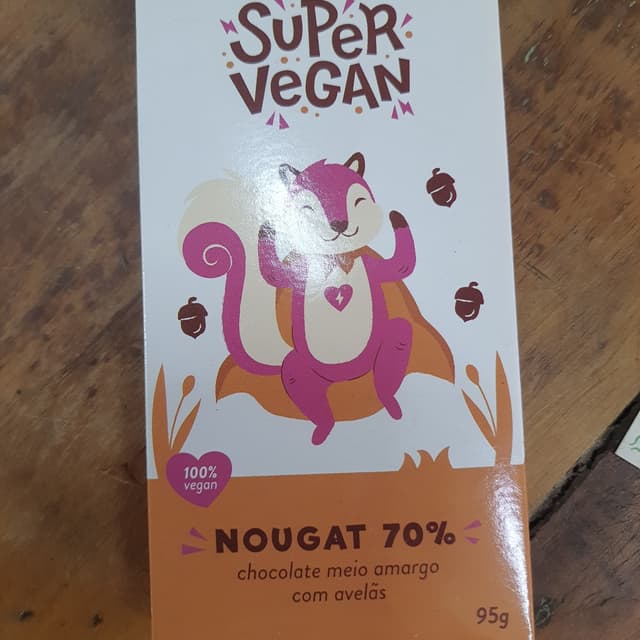 SUPER
VEGAN
100%
vegan
NOUGAT 70%
chocolate meio amargo
com avelãs
95g